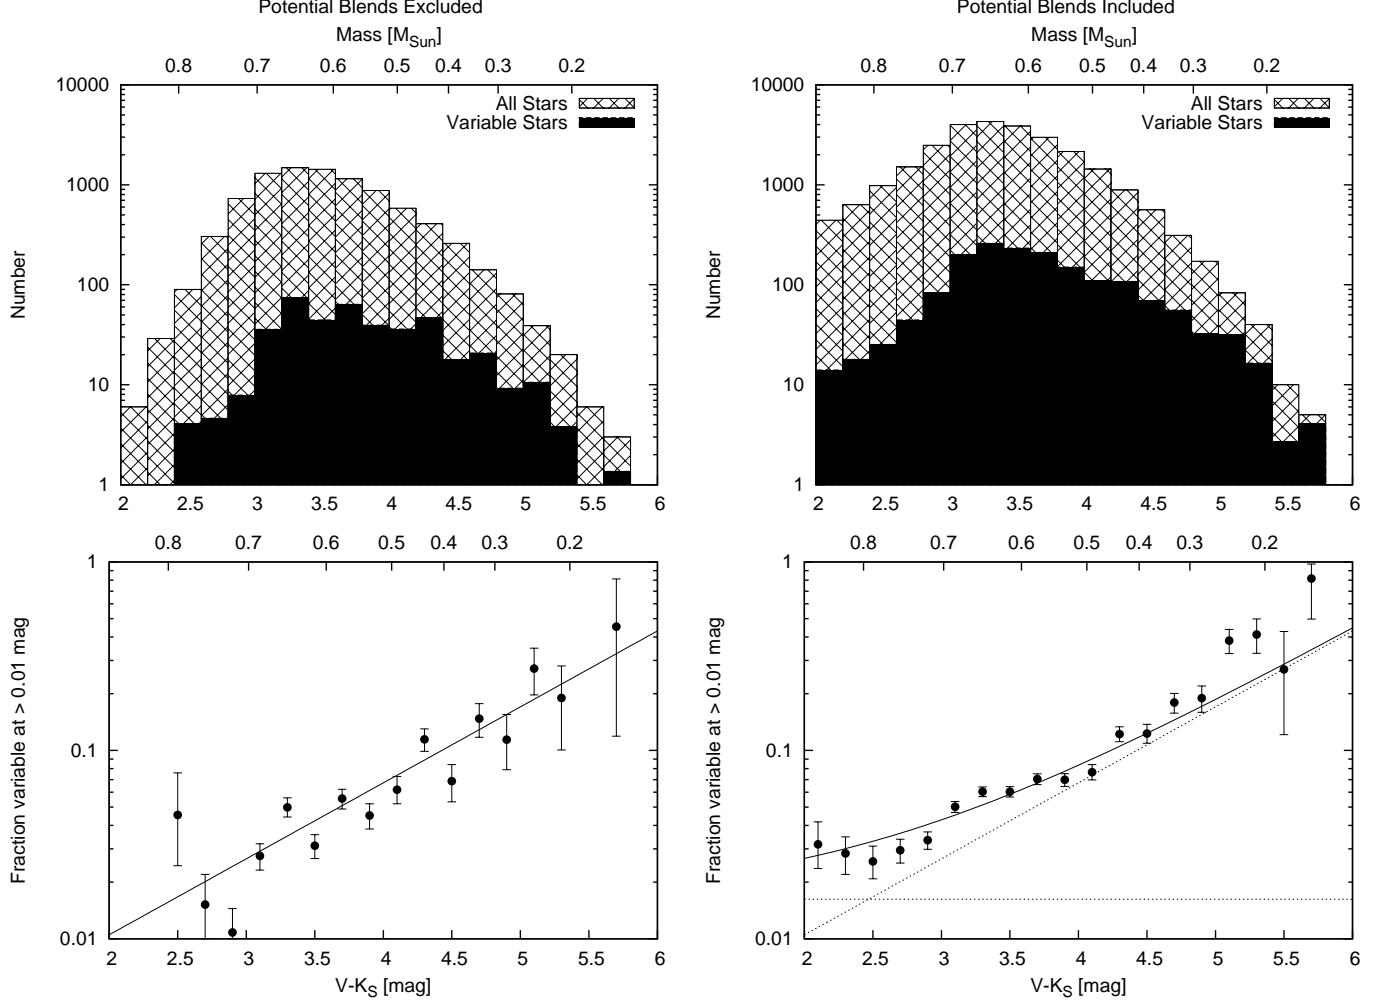 Potential Blends Excluded
Mass [M_Sun]
0.8 0.7 0.6 0.5 0.4 0.3 0.2
10000
1000
100
10
1
Number
All Stars
Variable Stars
2 2.5 3 3.5 4 4.5 5 5.5 6
Potential Blends Included
Mass [M_Sun]
0.8 0.7 0.6 0.5 0.4 0.3 0.2
10000
1000
100
10
1
Number
All Stars
Variable Stars
2 2.5 3 3.5 4 4.5 5 5.5 6
0.8 0.7 0.6 0.5 0.4 0.3 0.2
1
0.1
0.01
Fraction variable at > 0.01 mag
2 2.5 3 3.5 4 4.5 5 5.5 6
V-K_S [mag]
0.8 0.7 0.6 0.5 0.4 0.3 0.2
1
0.1
0.01
Fraction variable at > 0.01 mag
2 2.5 3 3.5 4 4.5 5 5.5 6
V-K_S [mag]